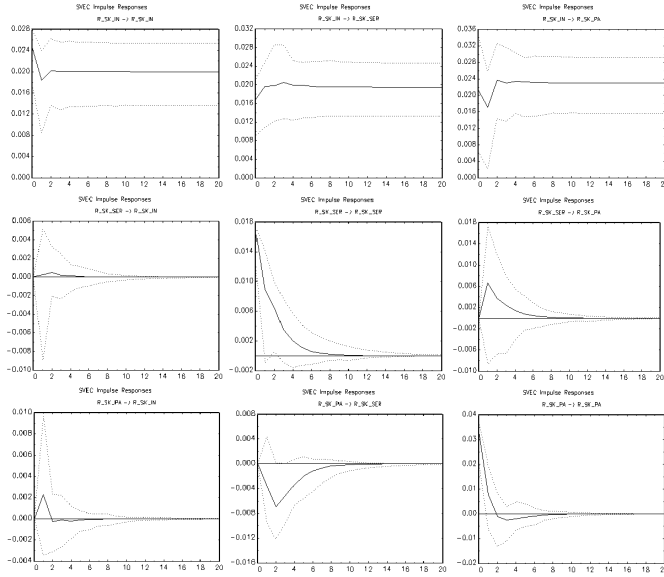 SVEC Impulse Responses
R_SK_IN -> R_SK_IN
0.028
0.024
0.020
0.016
0.012
0.008
0.004
0.000
0 2 4 6 8 10 12 14 16 18 20
SVEC Impulse Responses
R_SK_IN -> R_SK_SER
0.032
0.028
0.024
0.020
0.016
0.012
0.008
0.004
0.000
0 2 4 6 8 10 12 14 16 18 20
SVEC Impulse Responses
R_SK_IN -> R_SK_PA
0.036
0.030
0.024
0.018
0.012
0.006
0.000
0 2 4 6 8 10 12 14 16 18 20
SVEC Impulse Responses
R_SK_SER -> R_SK_IN
0.006
0.004
0.002
0.000
-0.002
-0.004
-0.006
-0.008
-0.010
0 2 4 6 8 10 12 14 16 18 20
SVEC Impulse Responses
R_SK_SER -> R_SK_SER
0.018
0.014
0.010
0.006
0.002
-0.002
0 2 4 6 8 10 12 14 16 18 20
SVEC Impulse Responses
R_SK_SER -> R_SK_PA
0.018
0.014
0.010
0.006
0.002
-0.002
-0.006
-0.010
0 2 4 6 8 10 12 14 16 18 20
SVEC Impulse Responses
R_SK_PA -> R_SK_IN
0.010
0.008
0.006
0.004
0.002
0.000
-0.002
-0.004
0 2 4 6 8 10 12 14 16 18 20
SVEC Impulse Responses
R_SK_PA -> R_SK_SER
0.008
0.004
0.000
-0.004
-0.008
-0.012
-0.016
0 2 4 6 8 10 12 14 16 18 20
SVEC Impulse Responses
R_SK_PA -> R_SK_PA
0.04
0.03
0.02
0.01
0.00
-0.01
-0.02
0 2 4 6 8 10 12 14 16 18 2